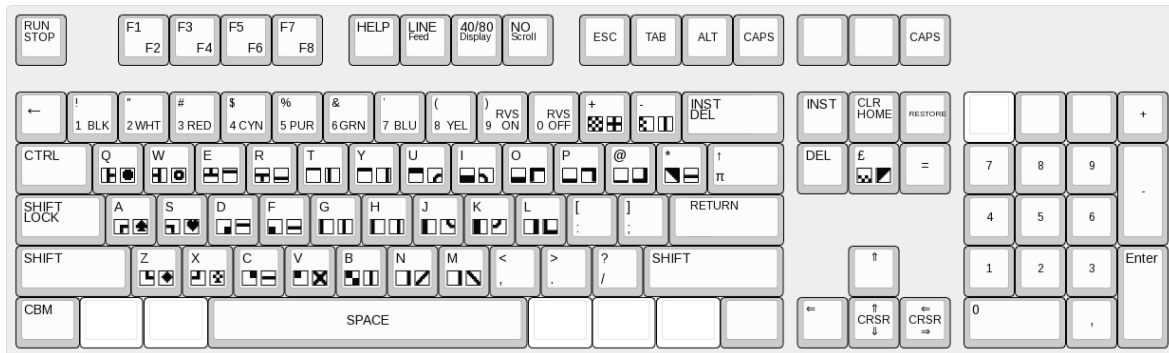 RUN
STOP
F1
F2
F3
F4
F5
F6
F7
F8
HELP
LINE
Feed
40/80
Display
NO
Scroll
ESC
TAB
ALT
CAPS
CAPS
←
!
1 BLK
"
2 WHT
#
3 RED
$
4 CYN
%
5 PUR
&
6 GRN
'
7 BLU
(
8 YEL
)
RVS
9 ON
RVS
0 OFF
+
-
INST
DEL
INST
CLR
HOME
RESTORE
+
CTRL
Q
W
E
R
T
Y
U
I
O
P
@
*
↑
π
DEL
£
=
7
8
9
-
SHIFT
LOCK
A
S
D
F
G
H
J
K
L
[
:
]
;
RETURN
4
5
6
SHIFT
Z
X
C
V
B
N
M
<
,
>
.
?
/
SHIFT
⇑
1
2
3
Enter
CBM
SPACE
⇐
⇑
CRSR
⇓
⇐
CRSR
⇒
0
,